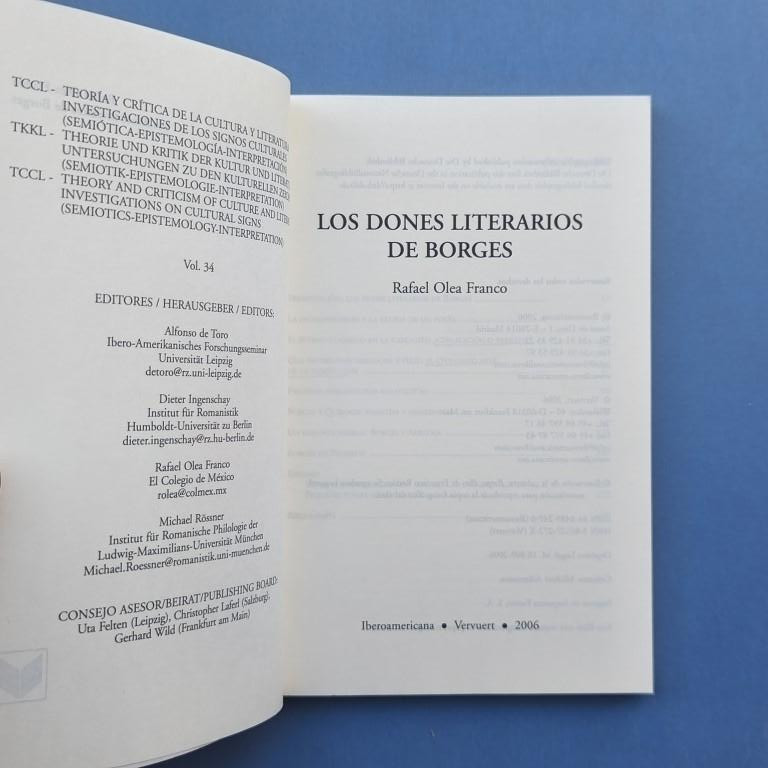 TCCL - TEORÍA Y CRÍTICA DE LA CULTURA Y LITERATURA
INVESTIGACIONES DE LOS SIGNOS CULTURALES
(SEMIÓTICA-EPISTEMOLOGÍA-INTERPRETACIÓN)
TKKL - THEORIE UND KRITIK DER KULTUR UND LITERATUR
UNTERSUCHUNGEN ZU DEN KULTURELLEN
(SEMIOTIK-EPISTEMOLOGIE-INTERPRETATION)
TCCL - THEORY AND CRITICISM OF CULTURE AND
INVESTIGATIONS ON CULTURAL SIGNS
(SEMIOTICS-EPISTEMOLOGY-INTERPRETATION)
Vol. 34
EDITORES / HERAUSGEBER / EDITORS:
Alfonso de Toro
Ibero-Amerikanisches Forschungsseminar
Universität Leipzig
detoro@rz.uni-leipzig.de
Dieter Ingenschay
Institut für Romanistik
Humboldt-Universität zu Berlin
dieter.ingenschay@rz.hu-berlin.de
Rafael Olea Franco
El Colegio de México
rolea@colmex.mx
Michael Rössner
Institut für Romanische Philologie der
Ludwig-Maximilians-Universität München
Michael.Roessner@romanistik.uni-muenchen.de
CONSEJO ASESOR/BEIRAT/PUBLISHING BOARD:
Uta Felten (Leipzig), Christopher Laferl (Salzburg),
Gerhard Wild (Frankfurt am Main)
LOS DONES LITERARIOS
DE BORGES
Rafael Olea Franco
Iberoamericana • Vervuert • 2006